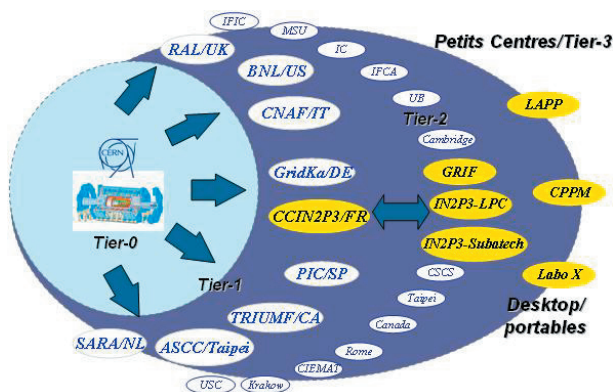 IFIC
MSU
RAL/UK
IC
Petits Centres/Tier-3
BNL/US
IFCA
UB
LAPP
CNAF/IT
Tier-2
Cambridge
CERN
GridKa/DE
GRIF
CCIN2P3/FR
IN2P3-LPC
CPPM
Tier-0
IN2P3-Subatech
Tier-1
PIC/SP
CSCS
Labo X
Taipei
Desktop/
portables
TRIUMF/CA
Canada
SARA/NL
ASCC/Taipei
Rome
CIEMAT
USC
Krakow